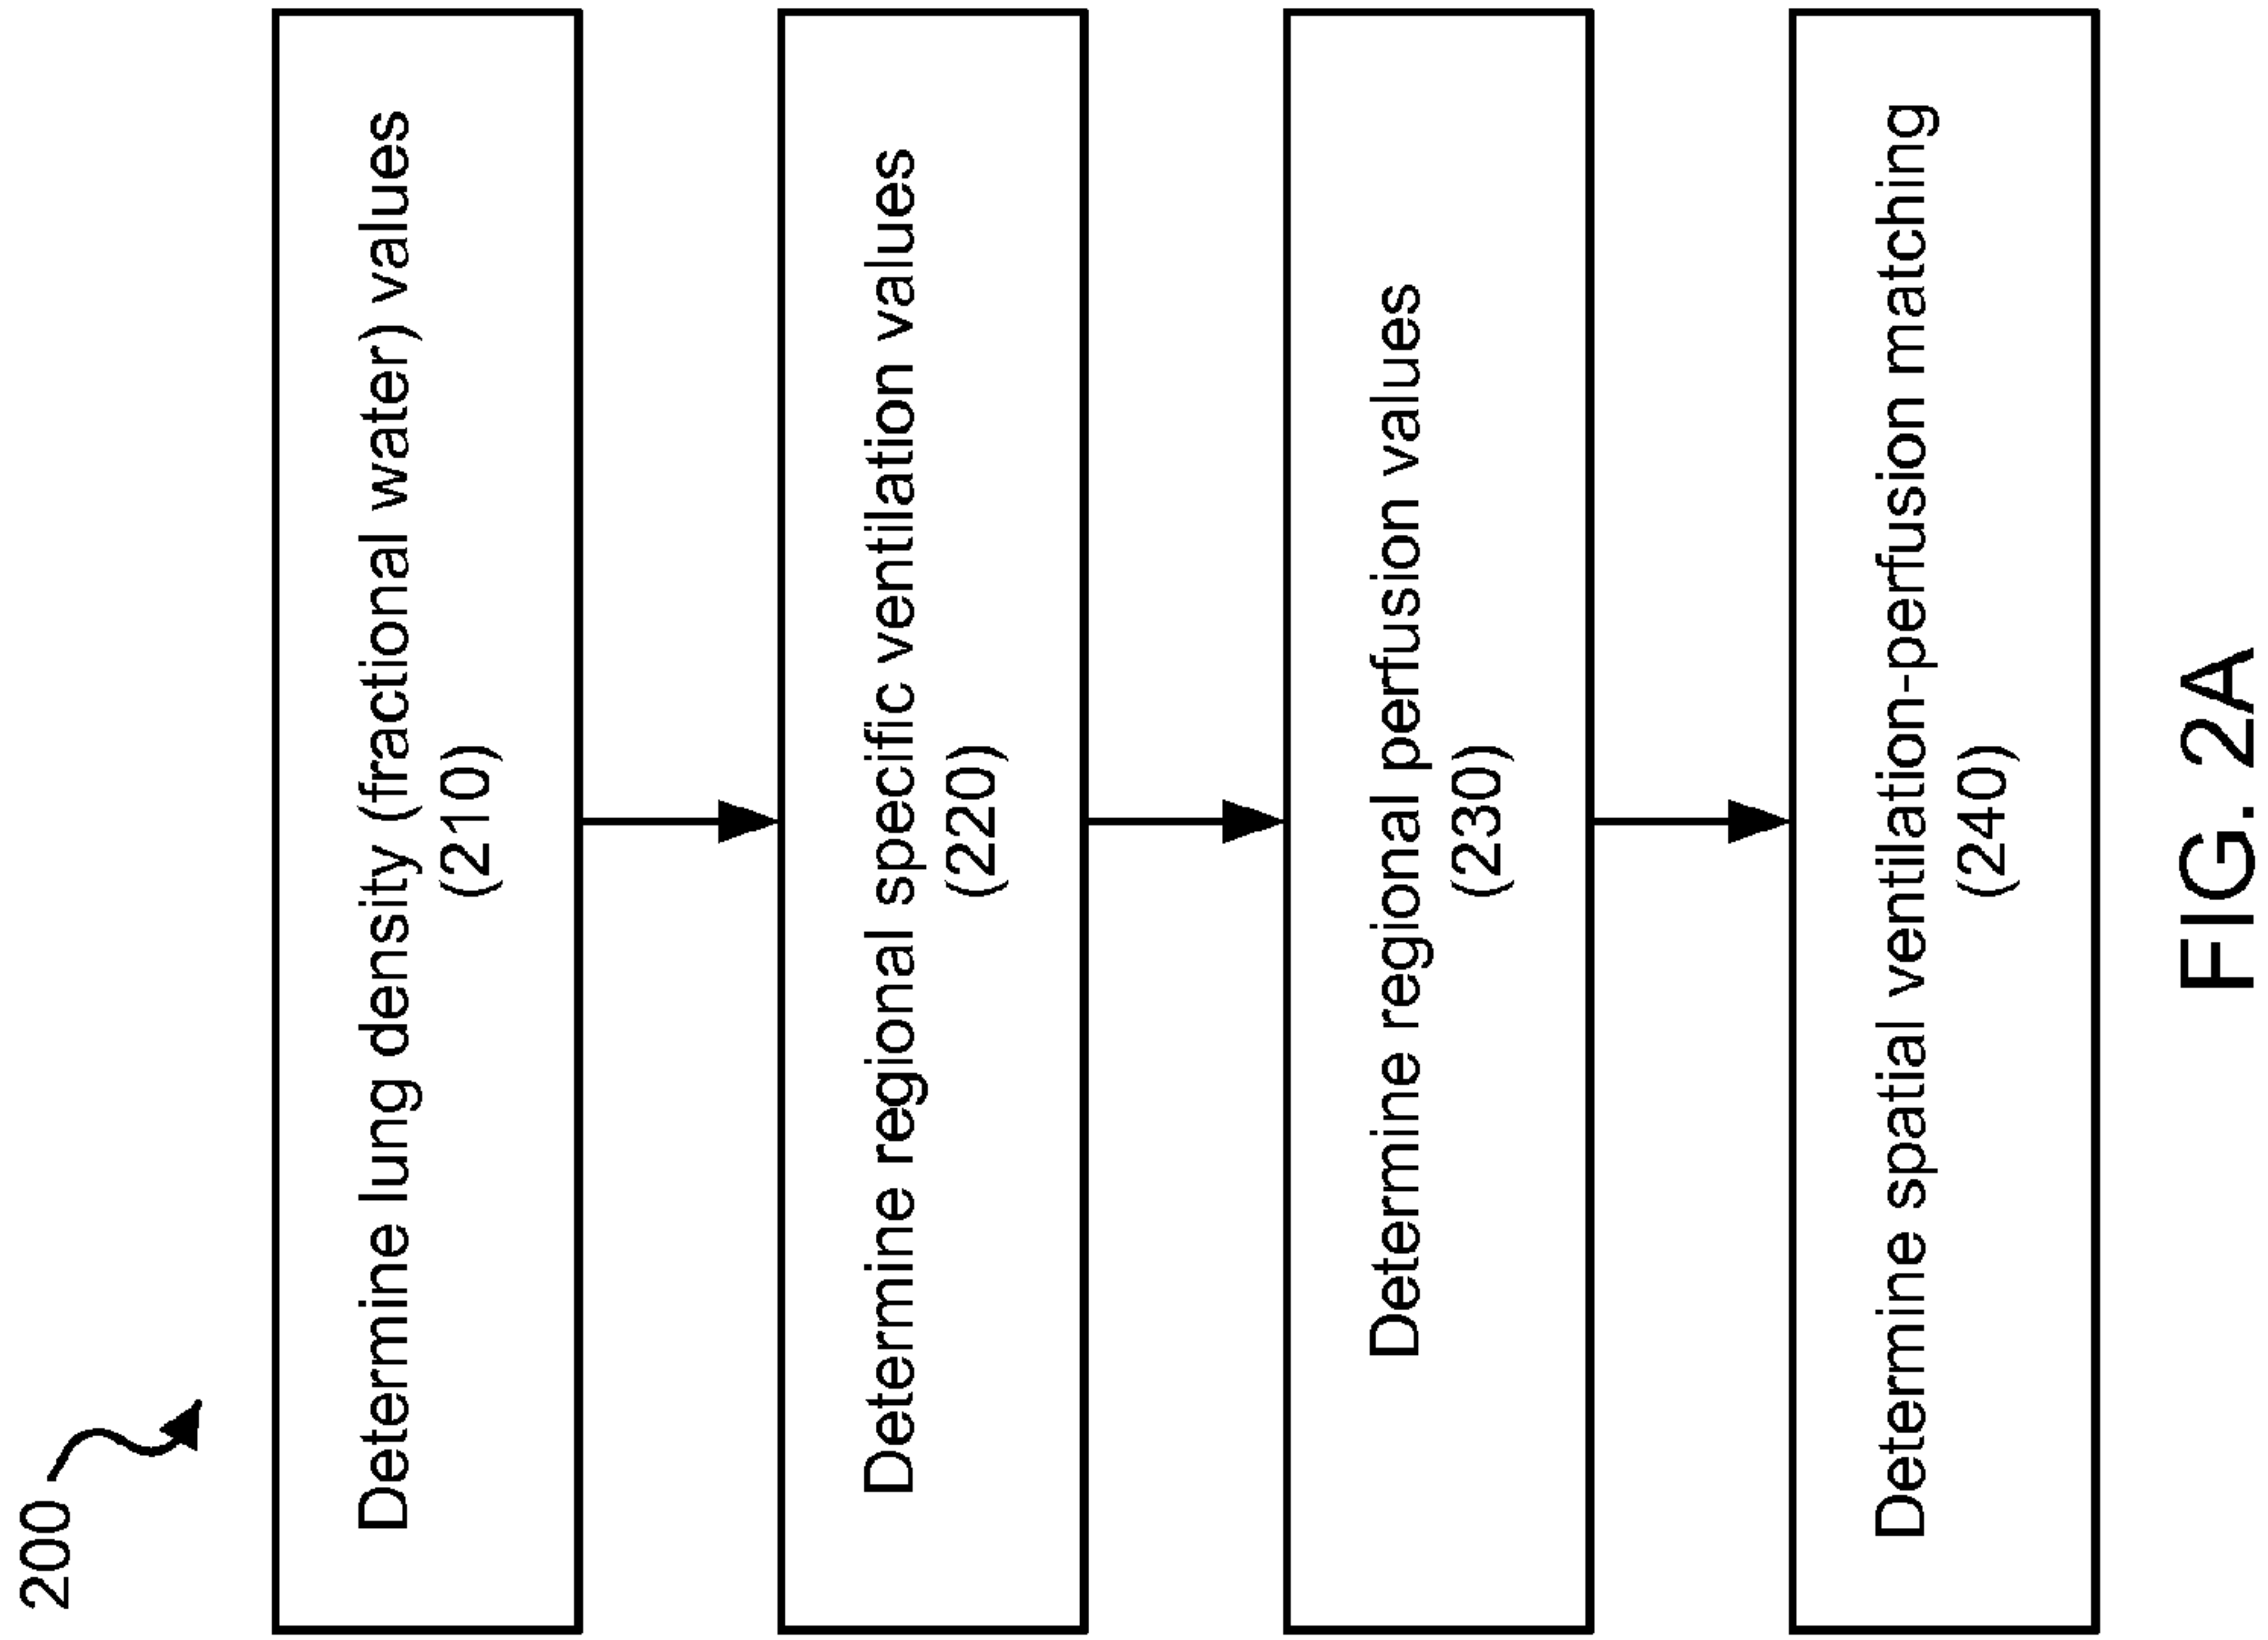 200
Determine lung density (fractional water) values
(210)
Determine regional specific ventilation values
(220)
Determine regional perfusion values
(230)
Determine spatial ventilation-perfusion matching
(240)
FIG. 2A